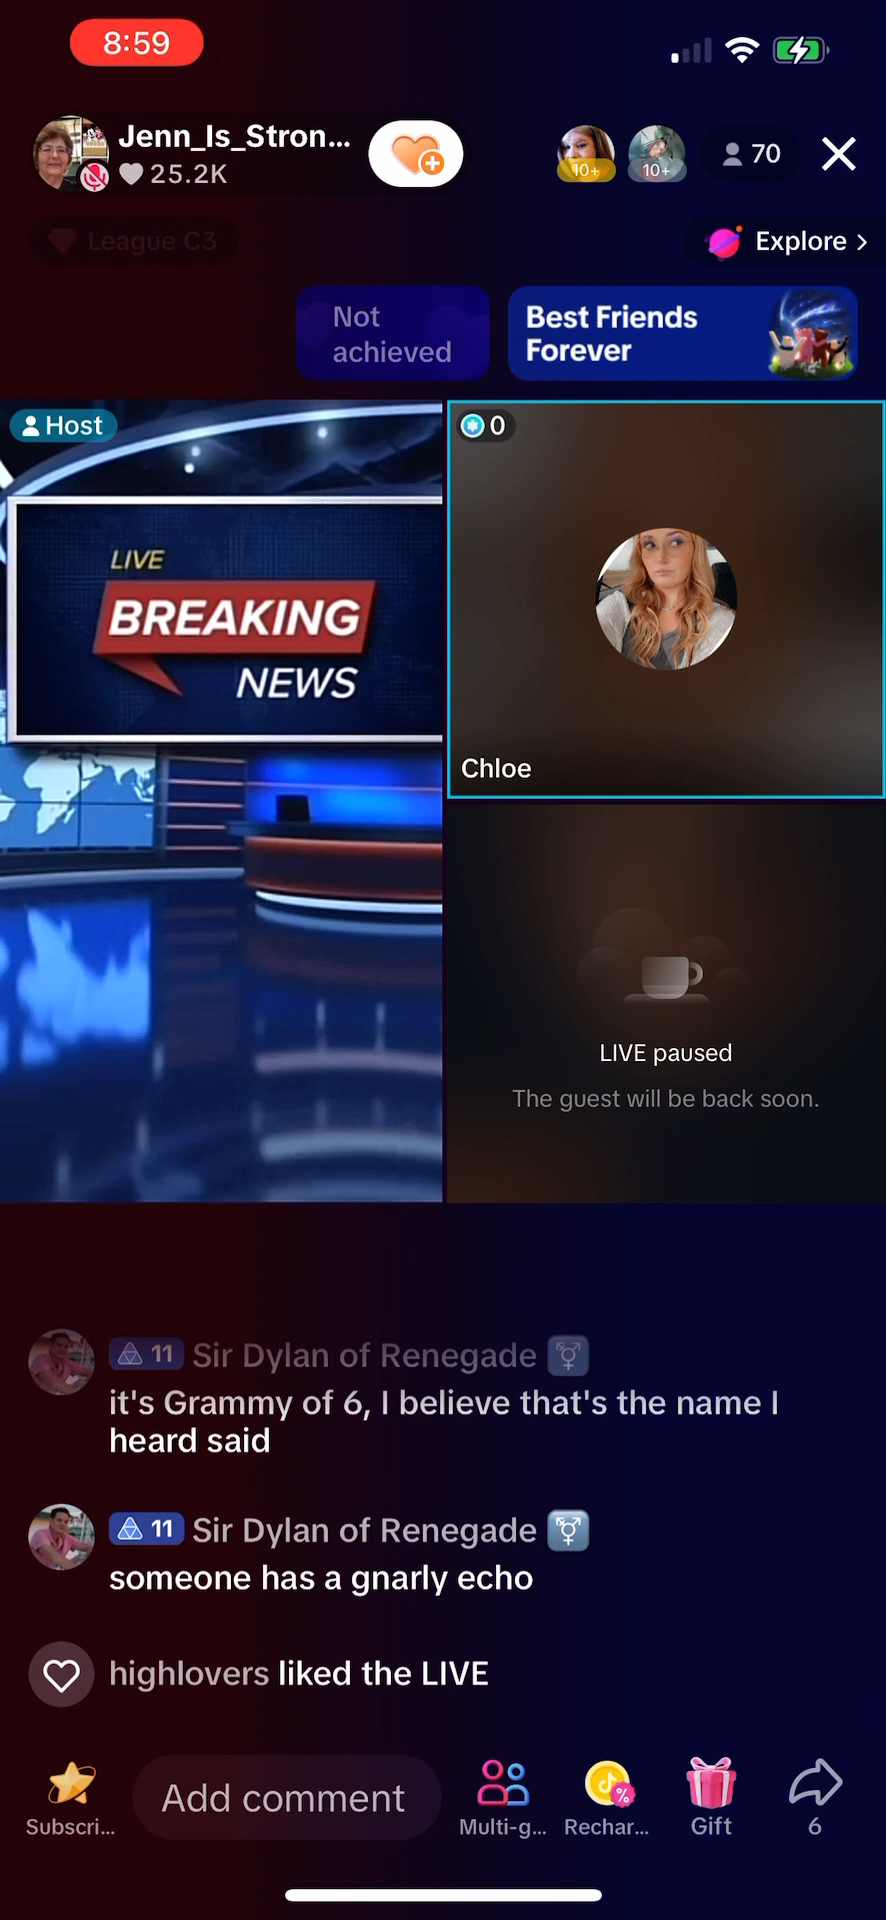 8:59
Jenn_Is_Stron...
25.2K
10+
10+
70
League C3
Explore >
Not
achieved
Best Friends
Forever
Host
LIVE
BREAKING
NEWS
0
Chloe
LIVE paused
The guest will be back soon.
11 Sir Dylan of Renegade
it's Grammy of 6, I believe that's the name I
heard said
11 Sir Dylan of Renegade
someone has a gnarly echo
highlovers liked the LIVE
Subscri...
Add comment
Multi-g...
Rechar...
Gift
6